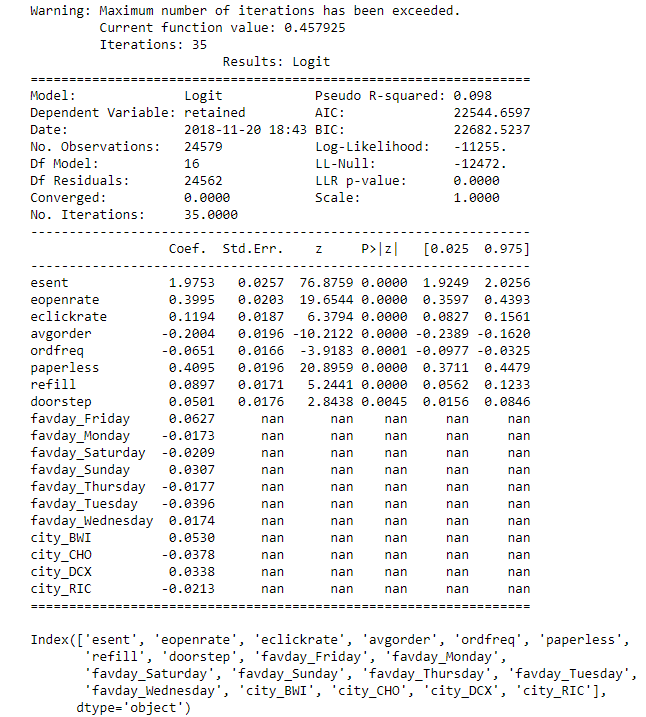 Warning: Maximum number of iterations has been exceeded.
         Current function value: 0.457925
         Iterations: 35
                         Results: Logit
=================================================================
Model:              Logit            Pseudo R-squared: 0.098
Dependent Variable: retained         AIC:              22544.6597
Date:               2018-11-20 18:43 BIC:              22682.5237
No. Observations:   24579            Log-Likelihood:   -11255.
Df Model:           16               LL-Null:          -12472.
Df Residuals:       24562            LLR p-value:      0.0000
Converged:          0.0000           Scale:            1.0000
No. Iterations:     35.0000
-----------------------------------------------------------------
                  Coef.  Std.Err.    z     P>|z|   [0.025  0.975]
-----------------------------------------------------------------
esent             1.9753   0.0257  76.8759 0.0000  1.9249  2.0256
eopenrate         0.3995   0.0203  19.6544 0.0000  0.3597  0.4393
eclickrate        0.1194   0.0187   6.3794 0.0000  0.0827  0.1561
avgorder         -0.2004   0.0196 -10.2122 0.0000 -0.2389 -0.1620
ordfreq          -0.0651   0.0166  -3.9183 0.0001 -0.0977 -0.0325
paperless         0.4095   0.0196  20.8959 0.0000  0.3711  0.4479
refill            0.0897   0.0171   5.2441 0.0000  0.0562  0.1233
doorstep          0.0501   0.0176   2.8438 0.0045  0.0156  0.0846
favday_Friday     0.0627      nan      nan    nan     nan     nan
favday_Monday    -0.0173      nan      nan    nan     nan     nan
favday_Saturday  -0.0209      nan      nan    nan     nan     nan
favday_Sunday     0.0307      nan      nan    nan     nan     nan
favday_Thursday  -0.0177      nan      nan    nan     nan     nan
favday_Tuesday   -0.0396      nan      nan    nan     nan     nan
favday_Wednesday  0.0174      nan      nan    nan     nan     nan
city_BWI          0.0530      nan      nan    nan     nan     nan
city_CHO         -0.0378      nan      nan    nan     nan     nan
city_DCX          0.0338      nan      nan    nan     nan     nan
city_RIC         -0.0213      nan      nan    nan     nan     nan
=================================================================
Index(['esent', 'eopenrate', 'eclickrate', 'avgorder', 'ordfreq', 'paperless',
       'refill', 'doorstep', 'favday_Friday', 'favday_Monday',
       'favday_Saturday', 'favday_Sunday', 'favday_Thursday', 'favday_Tuesday',
       'favday_Wednesday', 'city_BWI', 'city_CHO', 'city_DCX', 'city_RIC'],
      dtype='object')